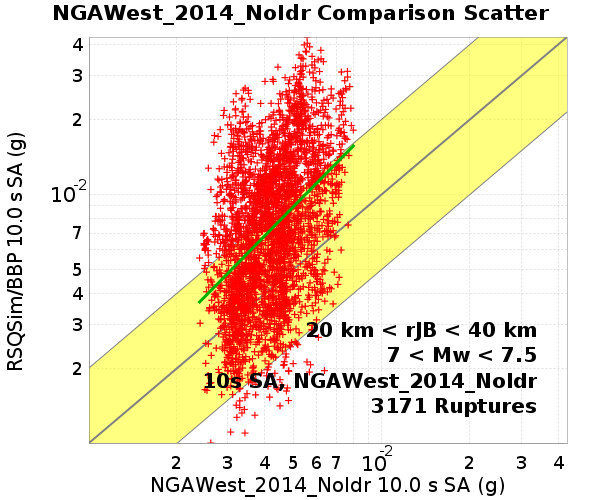 NGAWest_2014_NoIdr Comparison Scatter
RSQSim/BBP 10.0 s SA (g)
4
3
2
10-2
7
5
4
3
2
20 km < rJB < 40 km
7 < Mw < 7.5
10s SA, NGAWest_2014_NoIdr
3171 Ruptures
2 3 4 5 6 7 10-2 2 3 4
NGAWest_2014_NoIdr 10.0 s SA (g)